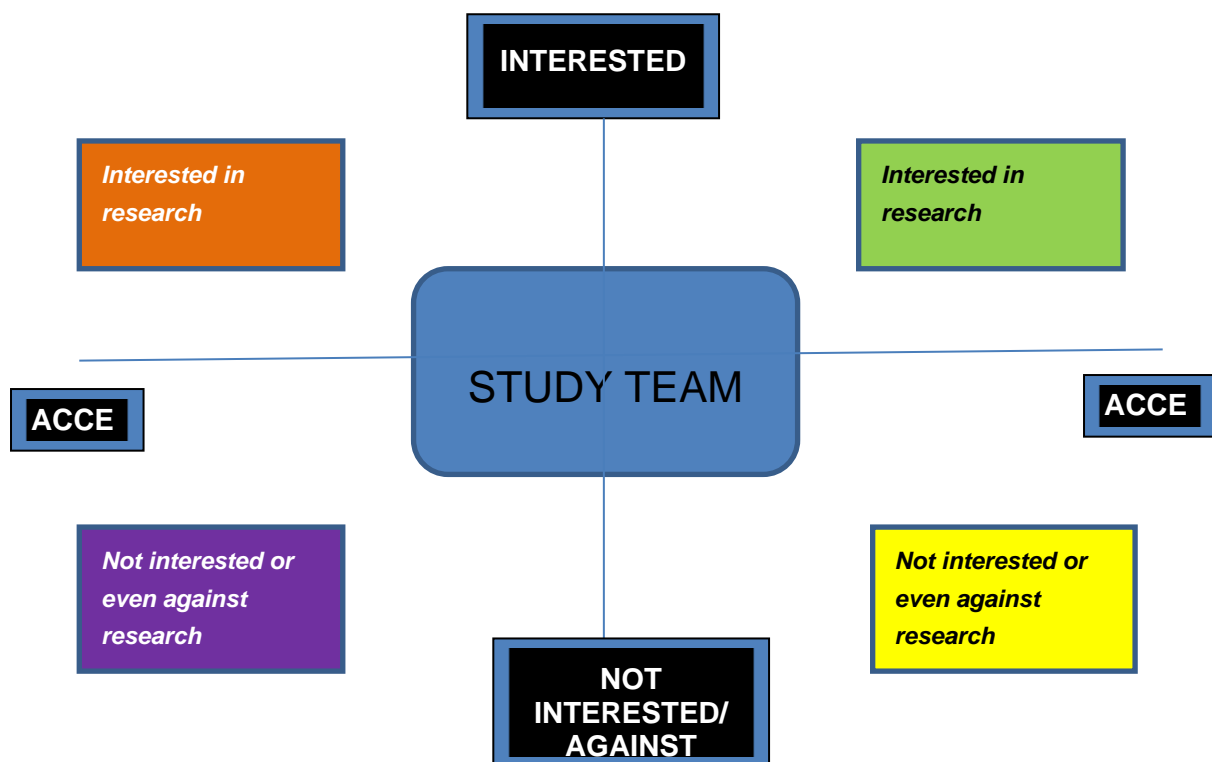 INTERESTED
Interested in
research
Interested in
research
STUDY TEAM
ACCE
ACCE
Not interested or
even against
research
Not interested or
even against
research
NOT
INTERESTED/
AGAINST